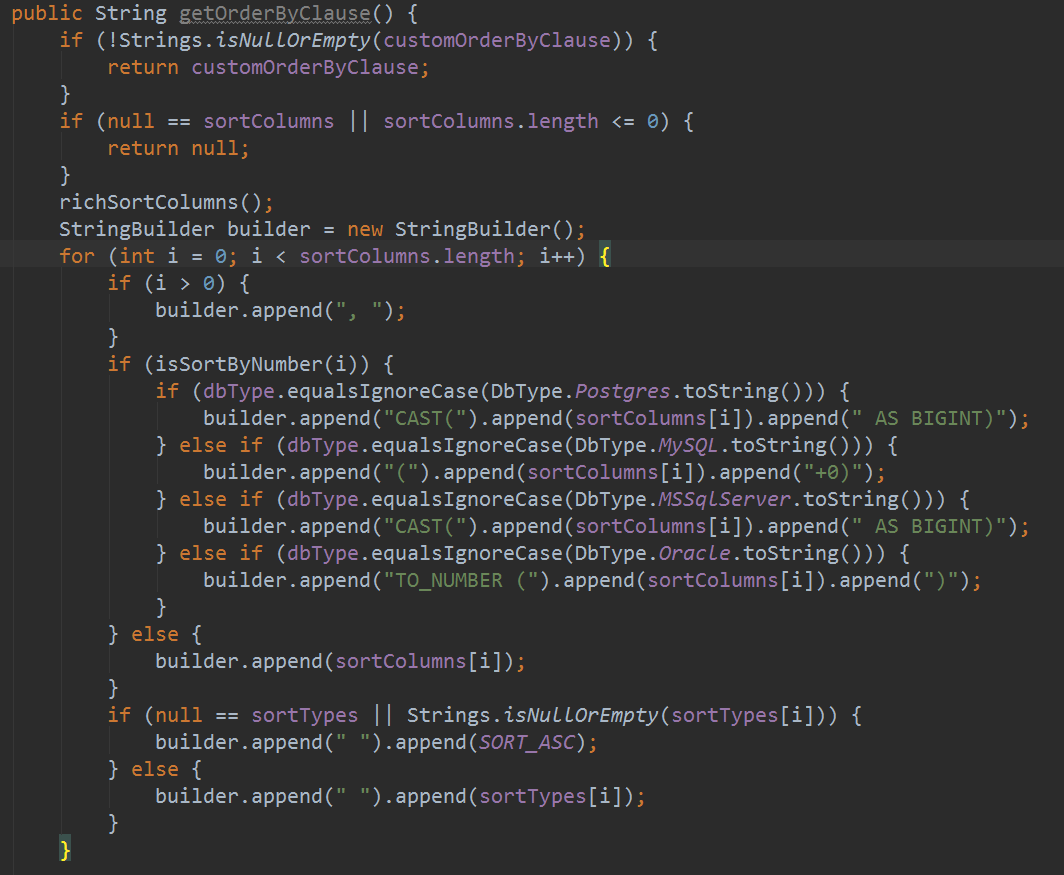 public String getOrderByClause() {
    if (!Strings.isNullOrEmpty(customOrderByClause)) {
        return customOrderByClause;
    }
    if (null == sortColumns || sortColumns.length <= 0) {
        return null;
    }
    richSortColumns();
    StringBuilder builder = new StringBuilder();
    for (int i = 0; i < sortColumns.length; i++) {
        if (i > 0) {
            builder.append(", ");
        }
        if (isSortByNumber(i)) {
            if (dbType.equalsIgnoreCase(DbType.Postgres.toString())) {
                builder.append("CAST(").append(sortColumns[i]).append(" AS BIGINT)");
            } else if (dbType.equalsIgnoreCase(DbType.MySQL.toString())) {
                builder.append("(").append(sortColumns[i]).append("+0)");
            } else if (dbType.equalsIgnoreCase(DbType.MSSqlServer.toString())) {
                builder.append("CAST(").append(sortColumns[i]).append(" AS BIGINT)");
            } else if (dbType.equalsIgnoreCase(DbType.Oracle.toString())) {
                builder.append("TO_NUMBER (").append(sortColumns[i]).append(")");
            }
        } else {
            builder.append(sortColumns[i]);
        }
        if (null == sortTypes || Strings.isNullOrEmpty(sortTypes[i])) {
            builder.append(" ").append(SORT_ASC);
        } else {
            builder.append(" ").append(sortTypes[i]);
        }
    }